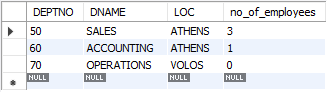 DEPTNO DNAME LOC no_of_employees
50 SALES ATHENS 3
60 ACCOUNTING ATHENS 1
70 OPERATIONS VOLOS 0
NULL NULL NULL NULL